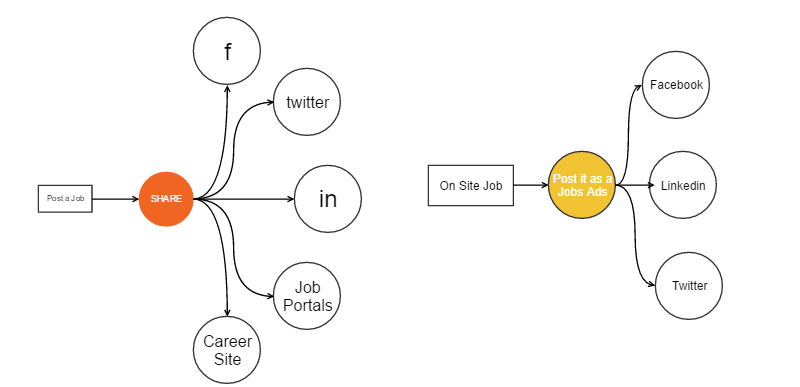 f
twitter
Post a Job
SHARE
in
Job
Portals
Career
Site
Facebook
On Site Job
Post it as a
Jobs Ads
Linkedin
Twitter